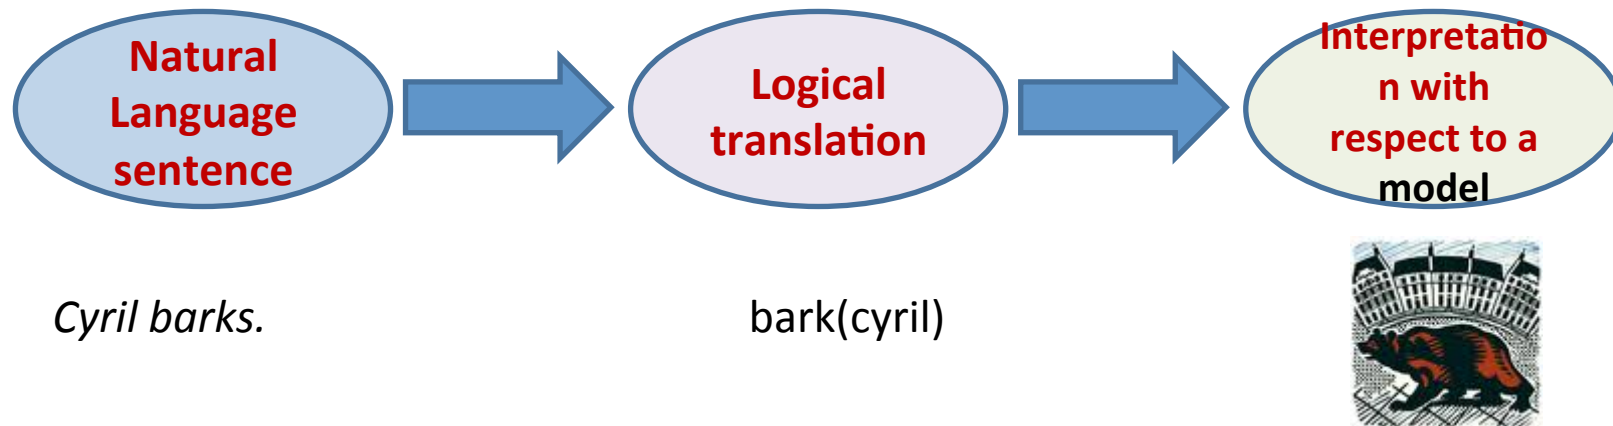 Natural
Language
sentence
Logical
translation
Interpretatio
n with
respect to a
model
Cyril barks.
bark(cyril)